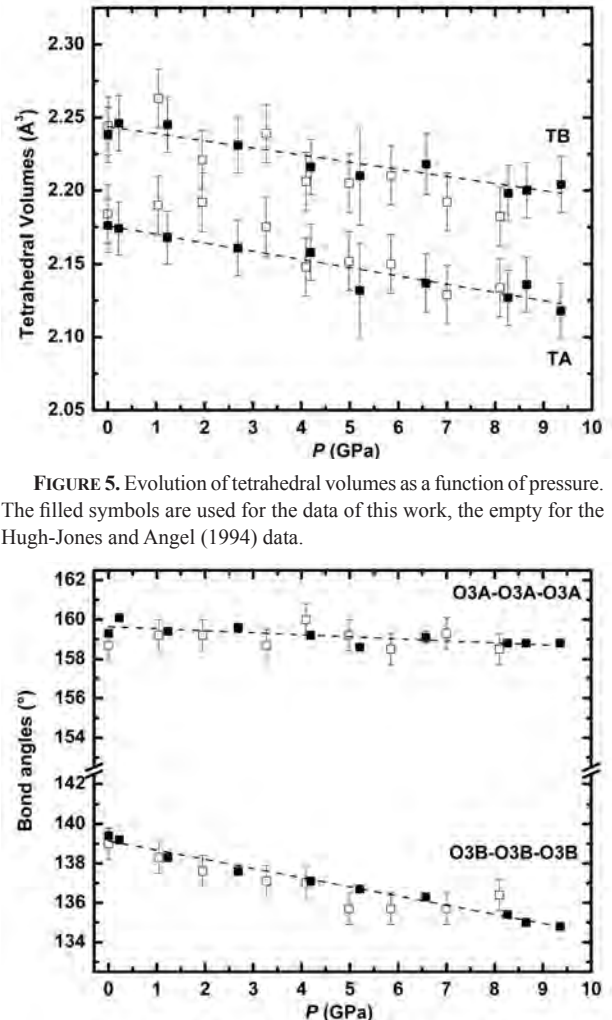 2.30
2.25
2.20
2.15
2.10
2.05
Tetrahedral Volumes (Å³)
TB
TA
0 1 2 3 4 5 6 7 8 9 10
P (GPa)
FIGURE 5. Evolution of tetrahedral volumes as a function of pressure.
The filled symbols are used for the data of this work, the empty for the
Hugh-Jones and Angel (1994) data.
162
160
158
156
154
142
140
138
136
134
Bond angles (°)
O3A-O3A-O3A
O3B-O3B-O3B
0 1 2 3 4 5 6 7 8 9 10
P (GPa)